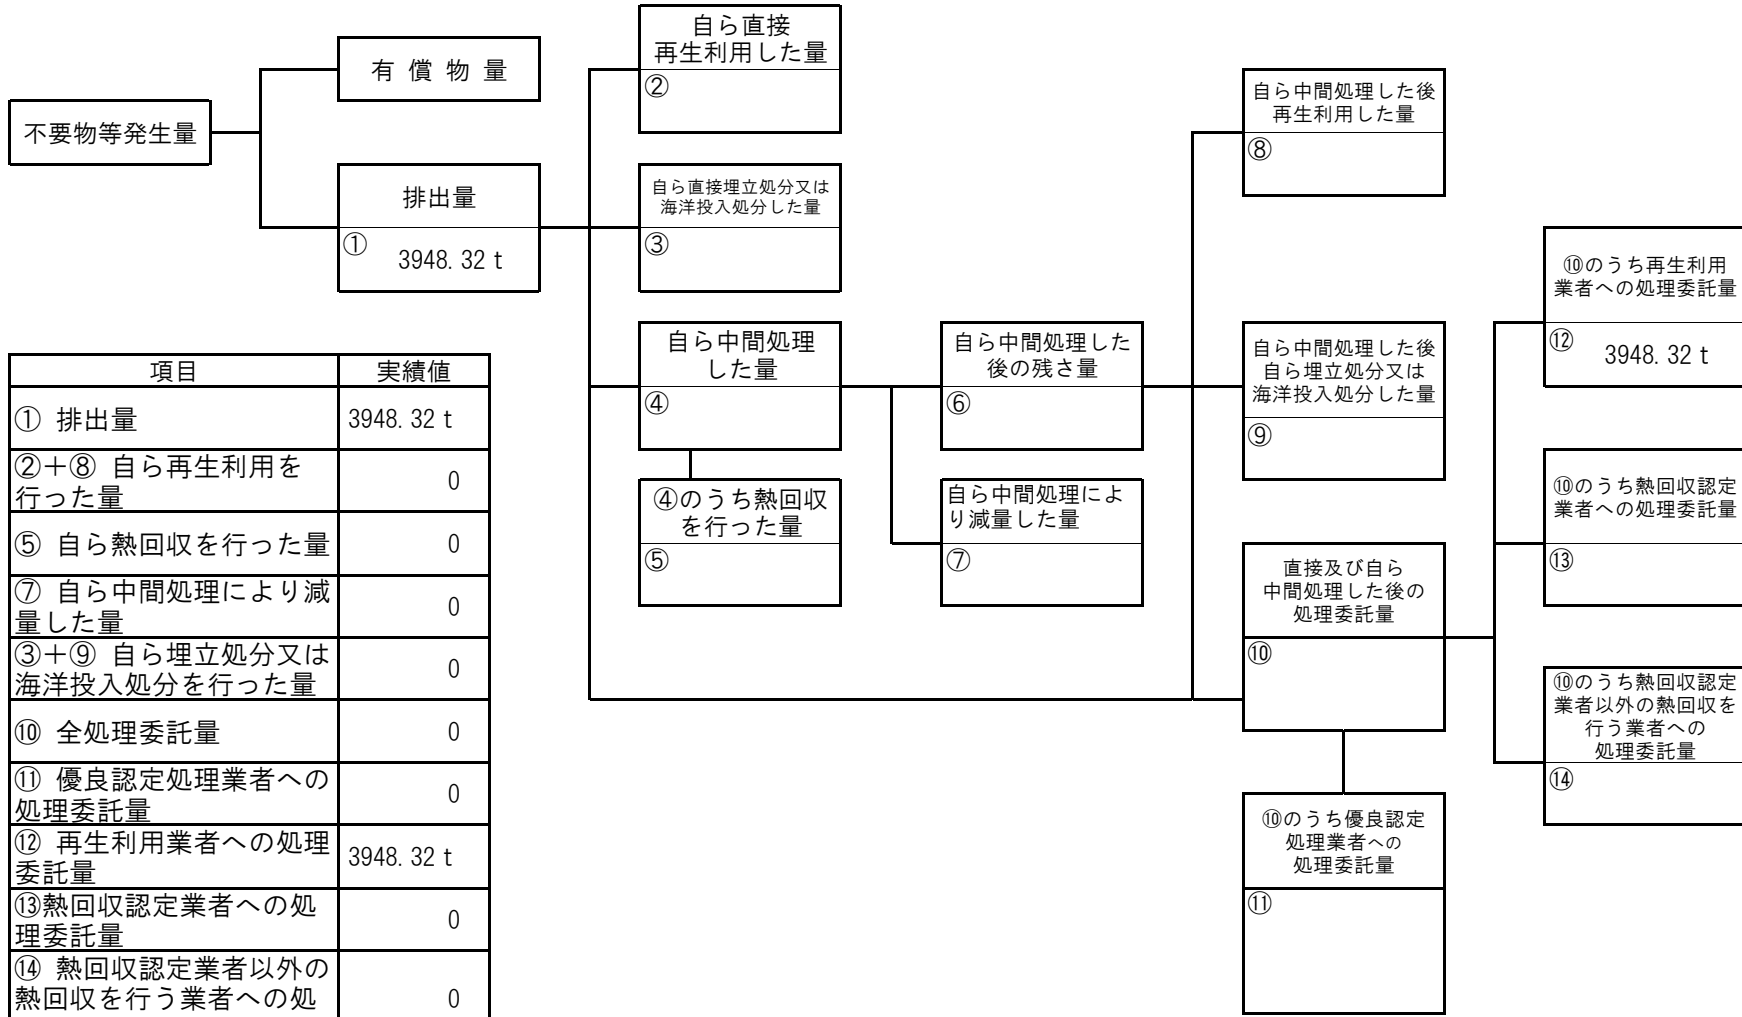 不要物等発生量
有 償 物 量
排出量
①
3948.32 t
自ら直接
再生利用した量
②
自ら直接埋立処分又は
海洋投入処分した量
③
自ら中間処理
した量
④
④のうち熱回収
を行った量
⑤
自ら中間処理した
後の残さ量
⑥
自ら中間処理によ
り減量した量
⑦
自ら中間処理した後
再生利用した量
⑧
自ら中間処理した後
自ら埋立処分又は
海洋投入処分した量
⑨
直接及び自ら
中間処理した後の
処理委託量
⑩
⑩のうち優良認定
処理業者への
処理委託量
⑪
⑩のうち再生利用
業者への処理委託量
⑫
3948.32 t
⑩のうち熱回収認定
業者への処理委託量
⑬
⑩のうち熱回収認定
業者以外の熱回収を
行う業者への
処理委託量
⑭
項目 実績値
① 排出量 3948.32 t
②＋⑧ 自ら再生利用を
行った量 0
⑤ 自ら熱回収を行った量 0
⑦ 自ら中間処理により減
量した量 0
③＋⑨ 自ら埋立処分又は
海洋投入処分を行った量 0
⑩ 全処理委託量 0
⑪ 優良認定処理業者への
処理委託量 0
⑫ 再生利用業者への処理
委託量 3948.32 t
⑬熱回収認定業者への処
理委託量 0
⑭ 熱回収認定業者以外の
熱回収を行う業者への処 0